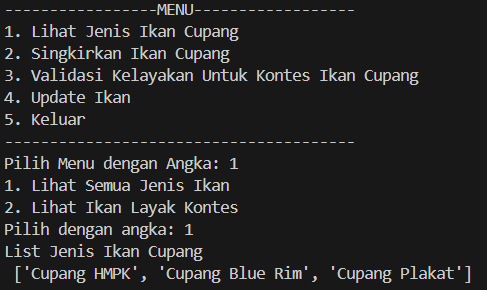 -----------------MENU------------------
1. Lihat Jenis Ikan Cupang
2. Singkirkan Ikan Cupang
3. Validasi Kelayakan Untuk Kontes Ikan Cupang
4. Update Ikan
5. Keluar
---------------------------------------
Pilih Menu dengan Angka: 1
1. Lihat Semua Jenis Ikan
2. Lihat Ikan Layak Kontes
Pilih dengan angka: 1
List Jenis Ikan Cupang
 ['Cupang HMPK', 'Cupang Blue Rim', 'Cupang Plakat']